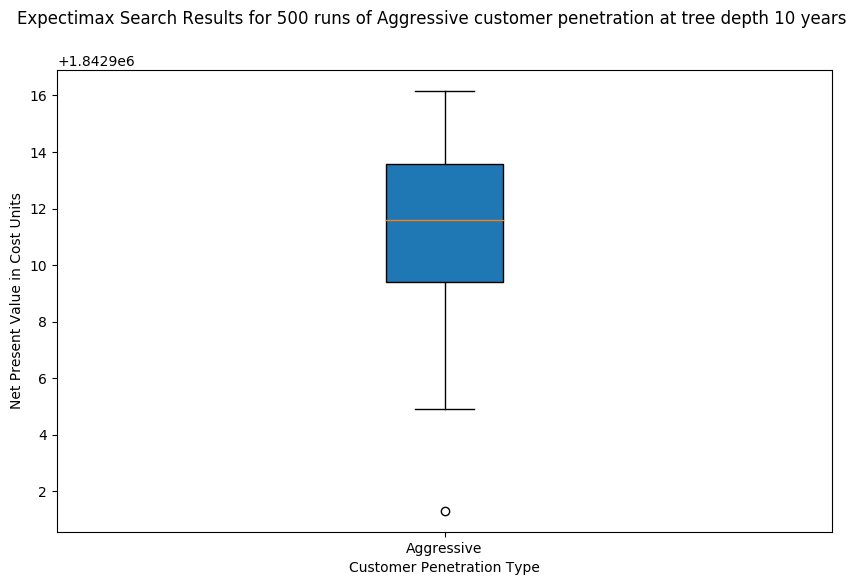 Expectimax Search Results for 500 runs of Aggressive customer penetration at tree depth 10 years
+1.8429e6
16
14
12
10
8
6
4
2
Net Present Value in Cost Units
Aggressive
Customer Penetration Type